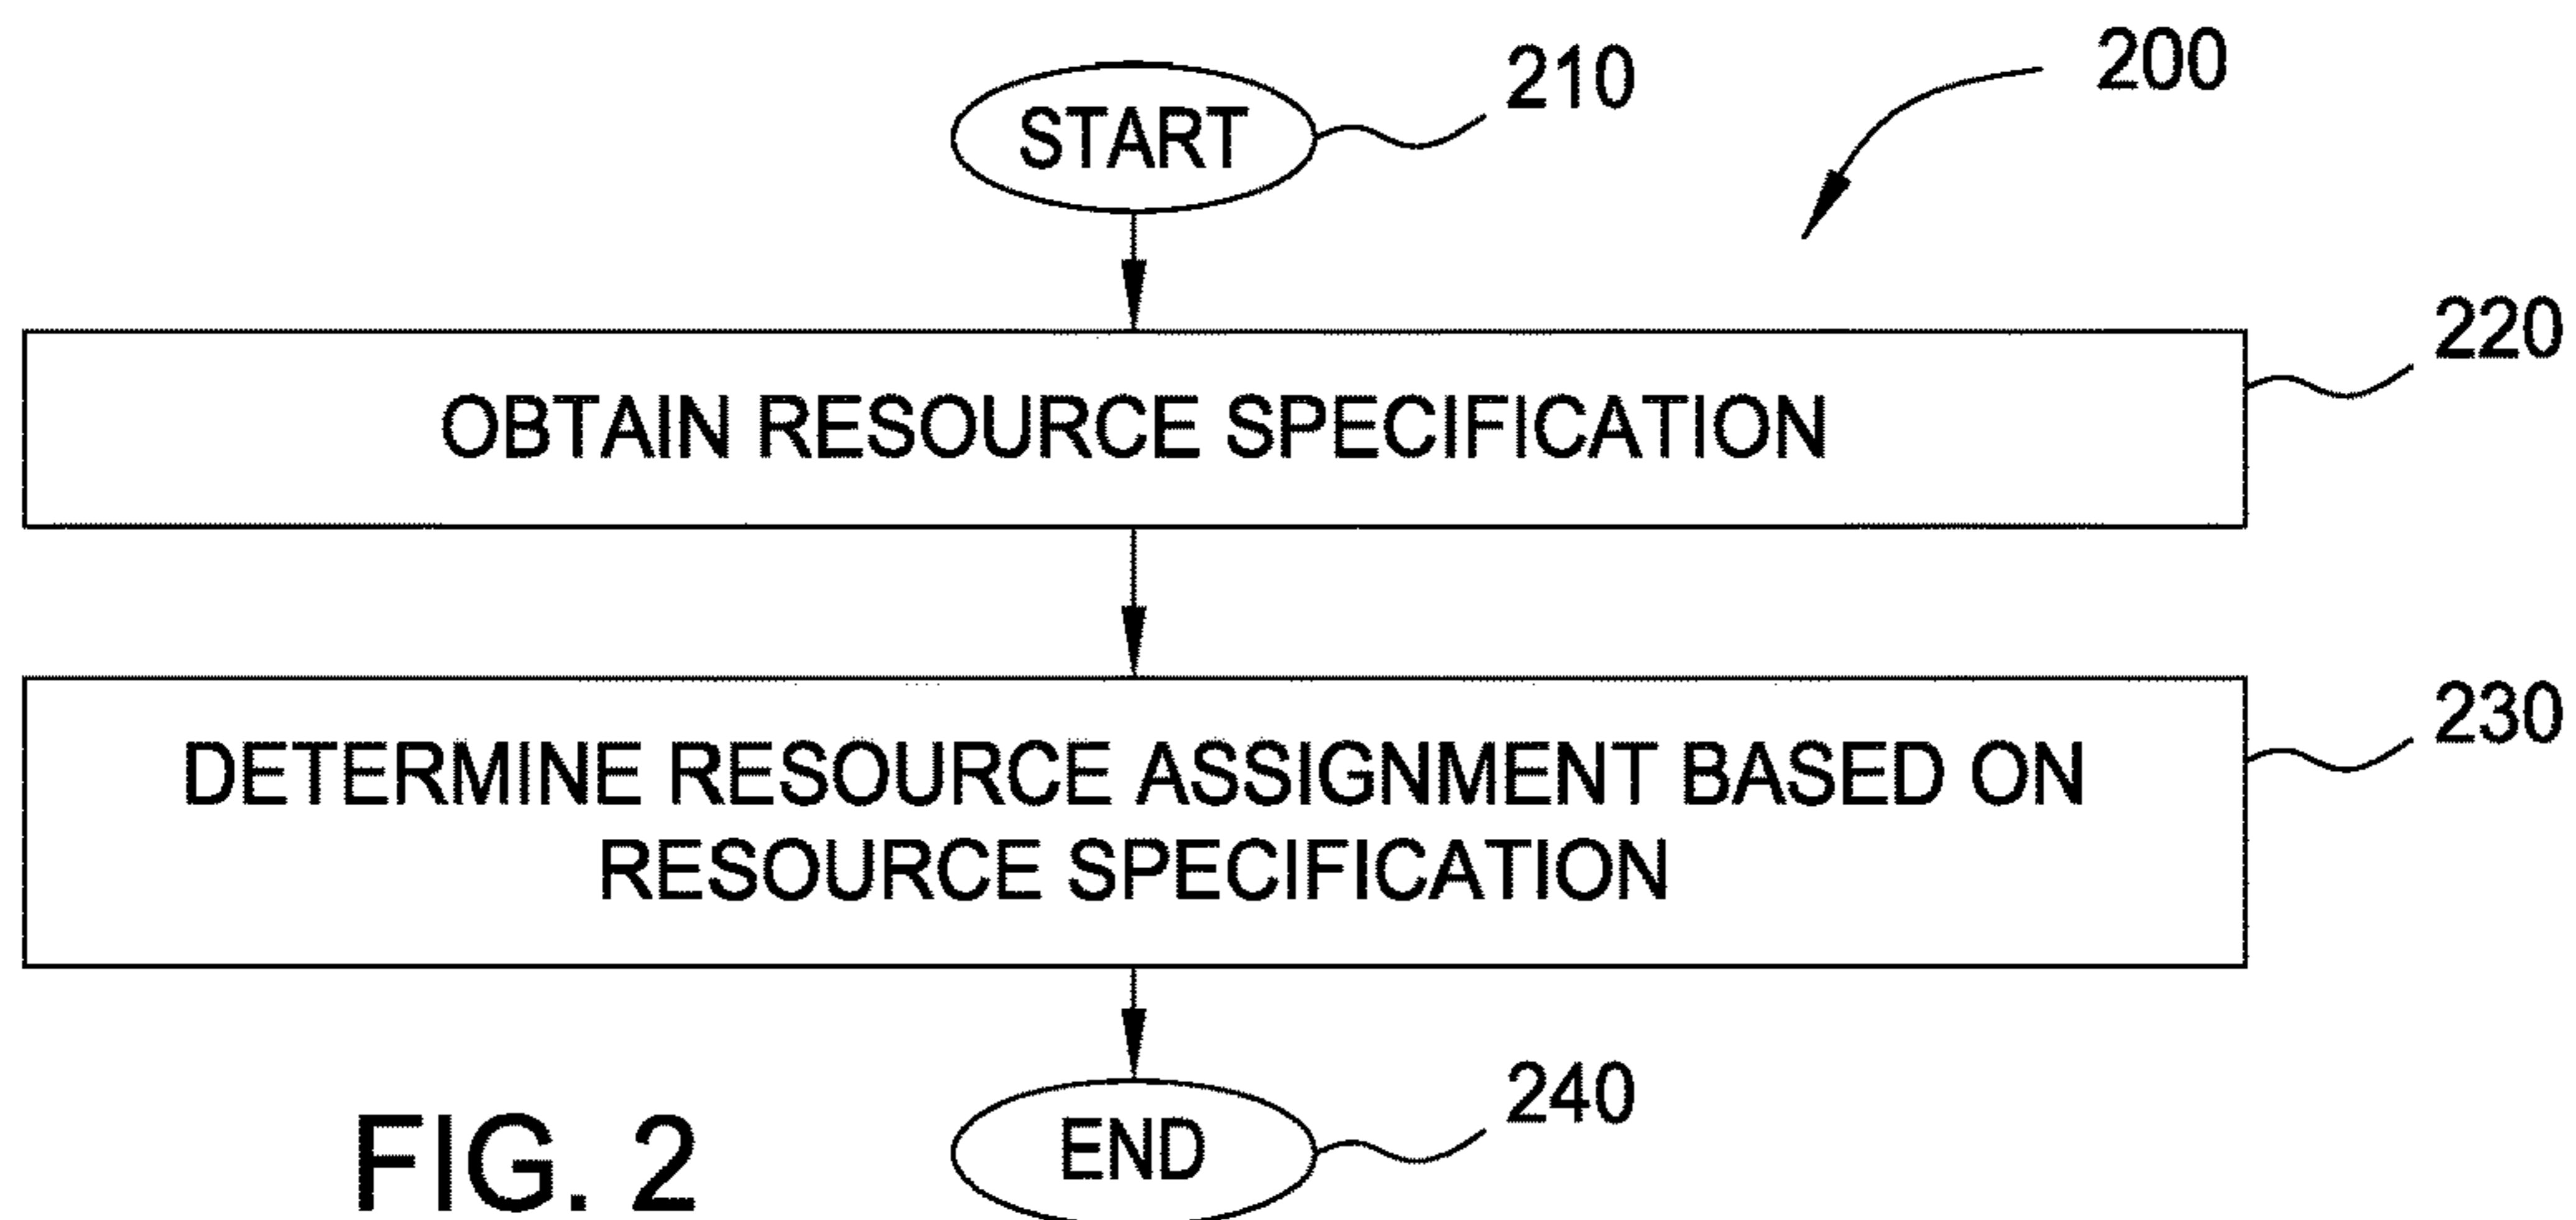 200
START
210
OBTAIN RESOURCE SPECIFICATION
220
DETERMINE RESOURCE ASSIGNMENT BASED ON
RESOURCE SPECIFICATION
230
END
240
FIG. 2